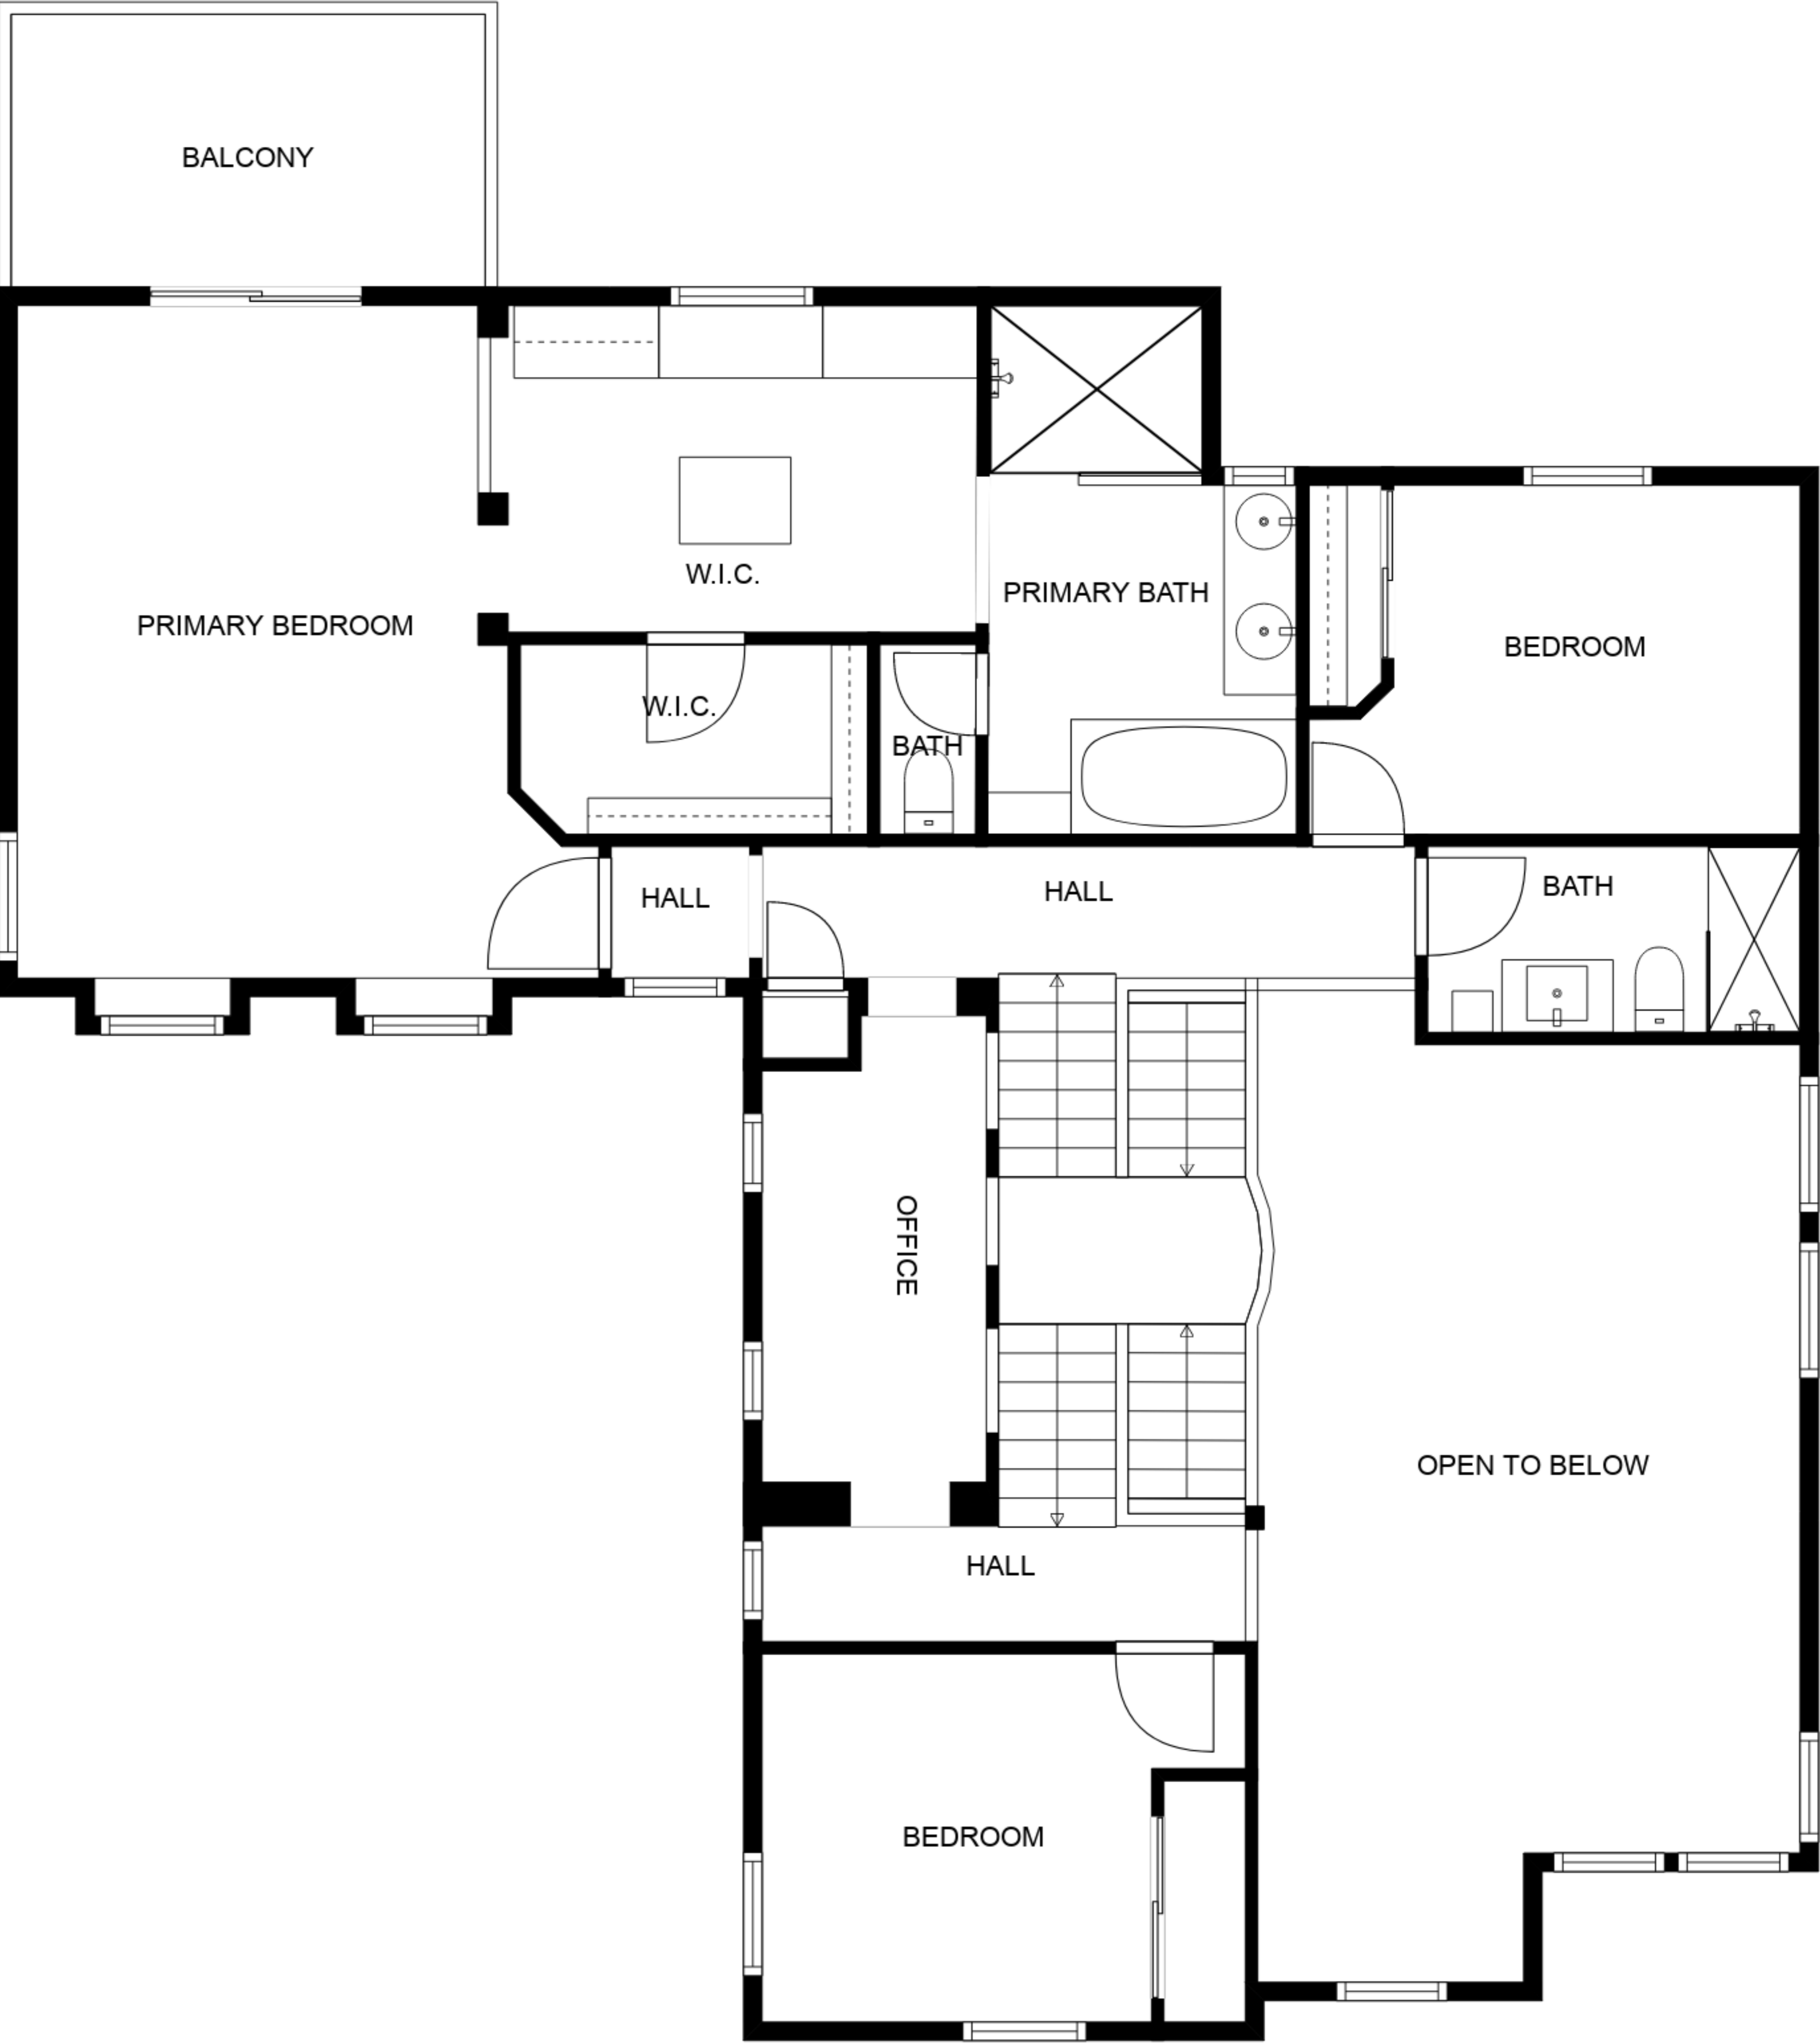 BALCONY
W.I.C.
PRIMARY BATH
PRIMARY BEDROOM
BEDROOM
W.I.C.
BATH
HALL
HALL
BATH
OFFICE
OPEN TO BELOW
HALL
BEDROOM